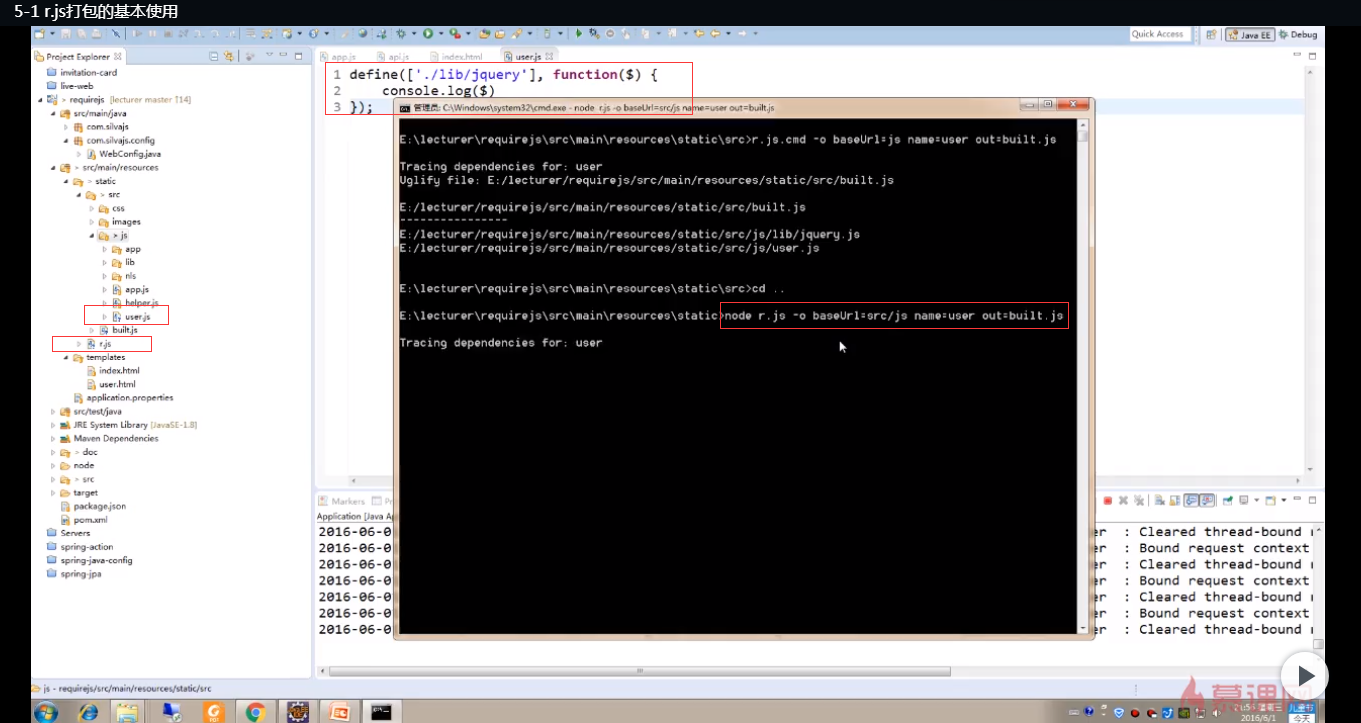 5-1 r.js打包的基本使用
Quick Access
Java EE
Debug
Project Explorer
invitation-card
live-web
> requirejs [lecturer master ↑14]
src/main/java
com.silvajs
com.silvajs.config
WebConfig.java
> src/main/resources
> static
> src
css
images
> js
app
lib
nls
app.js
helper.js
user.js
built.js
r.js
templates
index.html
user.html
application.properties
src/test/java
JRE System Library [JavaSE-1.8]
Maven Dependencies
> doc
node
> src
target
package.json
pom.xml
Servers
spring-action
spring-java-config
spring-jpa
app.js
api.js
index.html
user.js
1 define(['./lib/jquery'], function($) {
2 console.log($)
3 });
管理员: C:\Windows\system32\cmd.exe - node r.js -o baseUrl=src/js name=user out=built.js
E:\lecturer\requirejs\src\main\resources\static\src>r.js.cmd -o baseUrl=js name=user out=built.js
Tracing dependencies for: user
Uglify file: E:/lecturer/requirejs/src/main/resources/static/src/built.js
E:/lecturer/requirejs/src/main/resources/static/src/built.js
----------------
E:/lecturer/requirejs/src/main/resources/static/src/js/lib/jquery.js
E:/lecturer/requirejs/src/main/resources/static/src/js/user.js
E:\lecturer\requirejs\src\main\resources\static\src>cd ..
E:\lecturer\requirejs\src\main\resources\static>node r.js -o baseUrl=src/js name=user out=built.js
Tracing dependencies for: user
Markers
Application [Java A
2016-06-0
2016-06-0
2016-06-0
2016-06-0
2016-06-0
2016-06-0
2016-06-0
er : Cleared thread-bound
er : Bound request context
er : Cleared thread-bound
er : Bound request context
er : Cleared thread-bound
er : Bound request context
er : Cleared thread-bound
js - requirejs/src/main/resources/static/src
慕课网
2016/6/1
今天